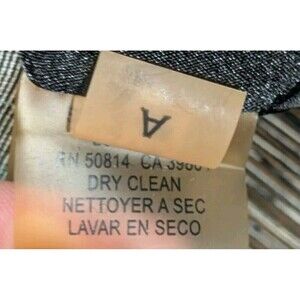 A
RN 50814 CA
DRY CLEAN
NETTOYER A SEC
LAVAR EN SECO